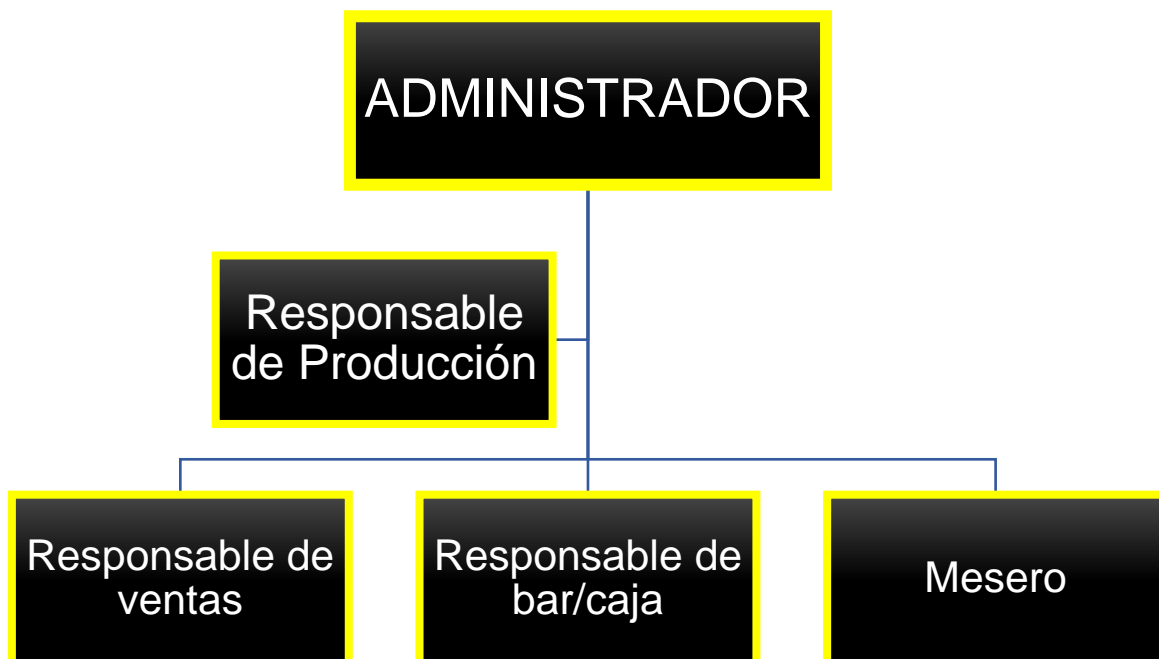 ADMINISTRADOR
Responsable
de Producción
Responsable de
ventas
Responsable de
bar/caja
Mesero